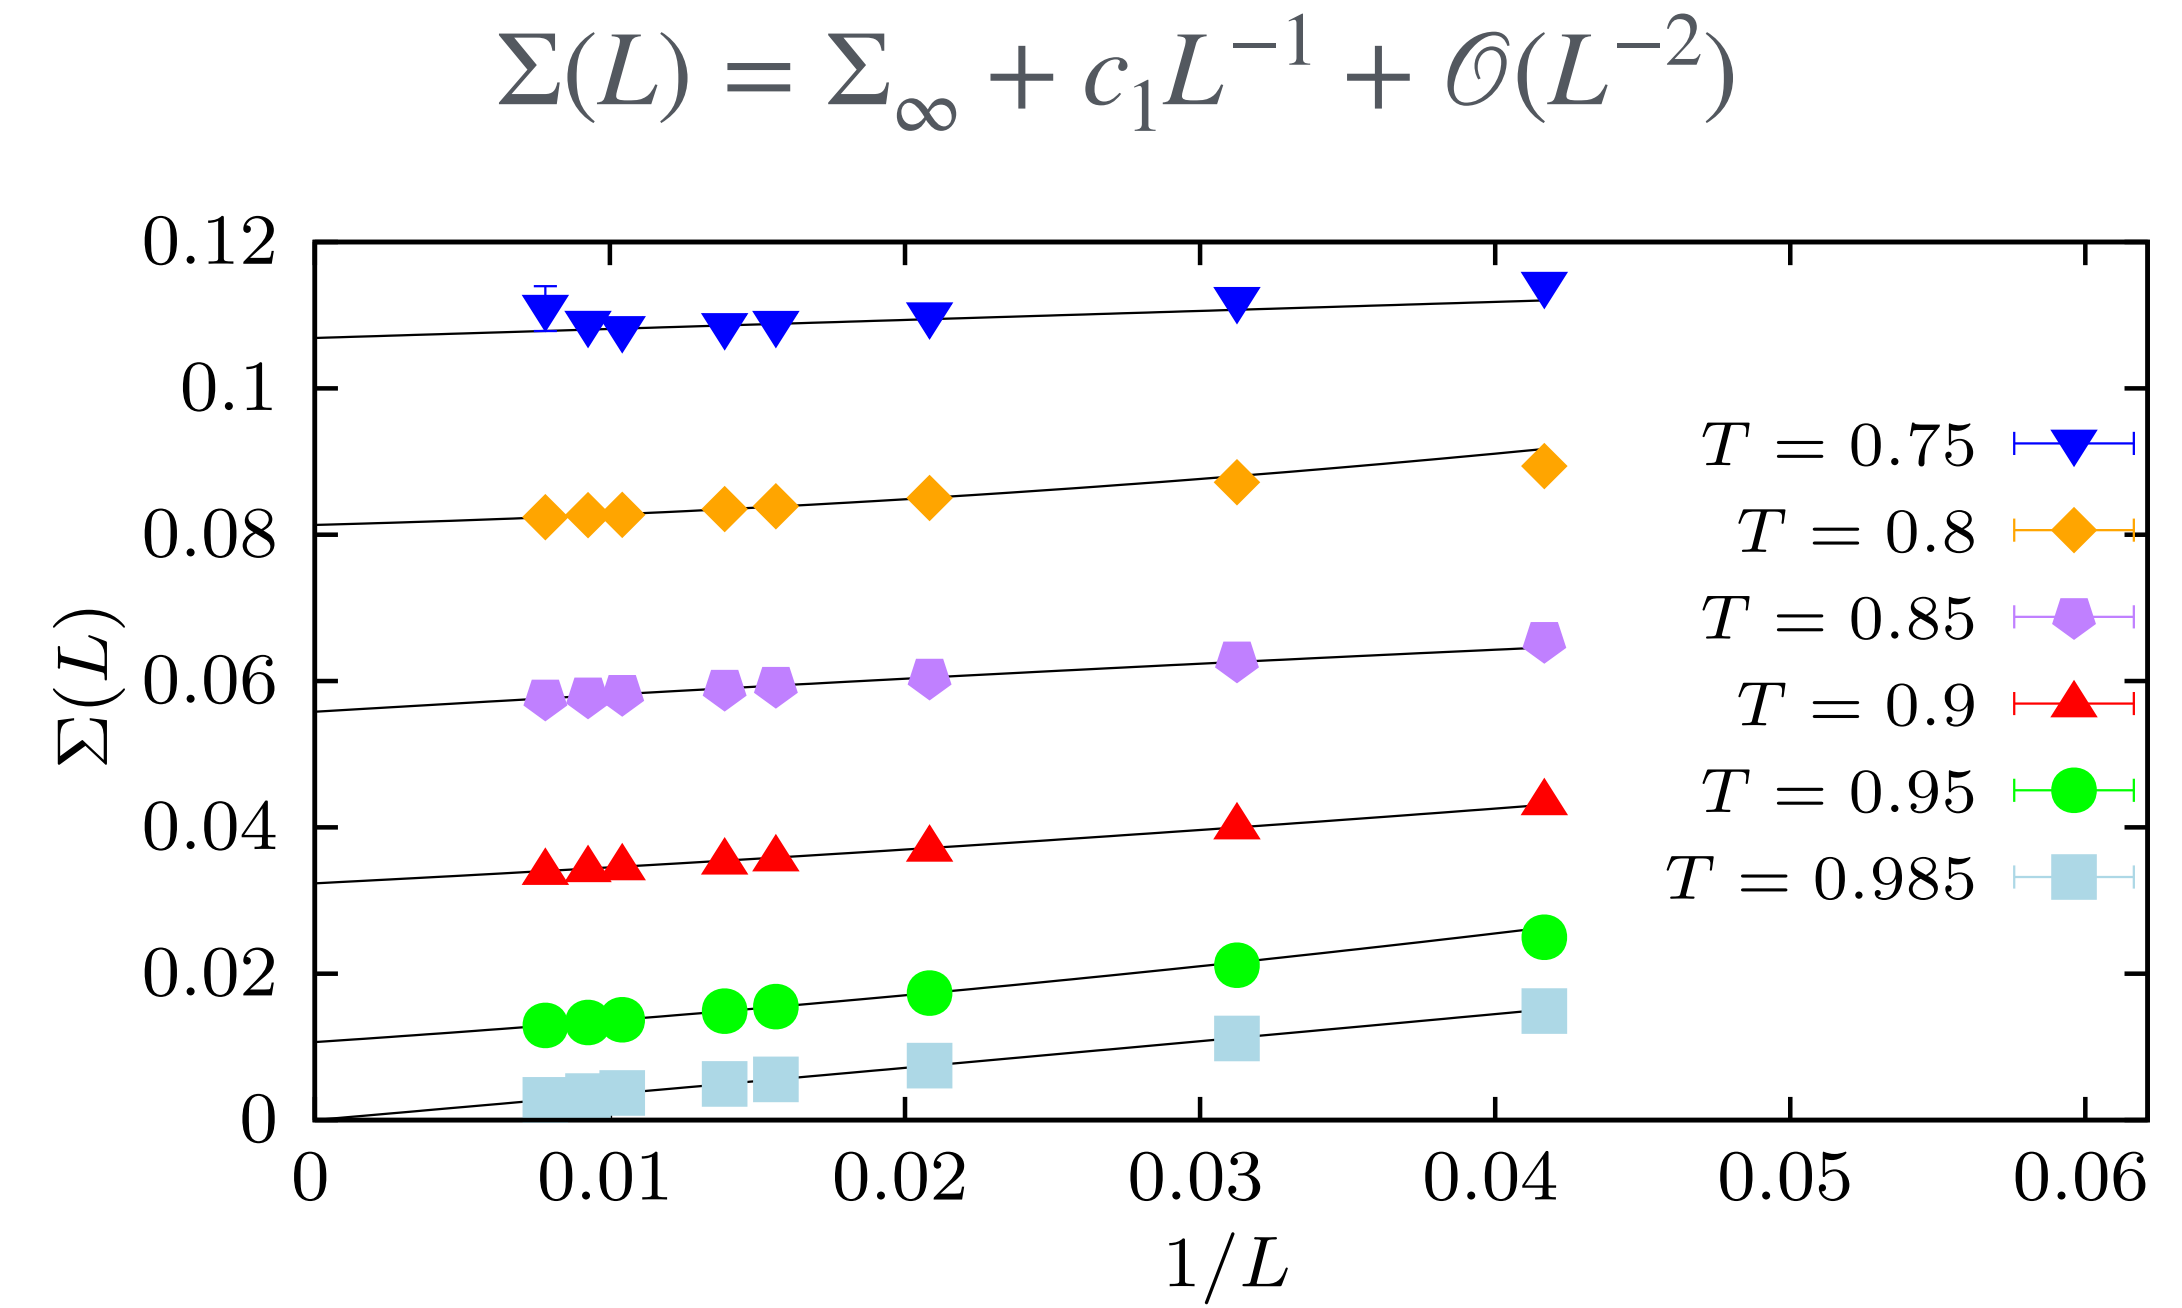 Σ(L) = Σ∞ + c₁L⁻¹ + 𝒪(L⁻²)
0.12
0.1
0.08
0.06
0.04
0.02
0
Σ(L)
T = 0.75
T = 0.8
T = 0.85
T = 0.9
T = 0.95
T = 0.985
0 0.01 0.02 0.03 0.04 0.05 0.06
1/L